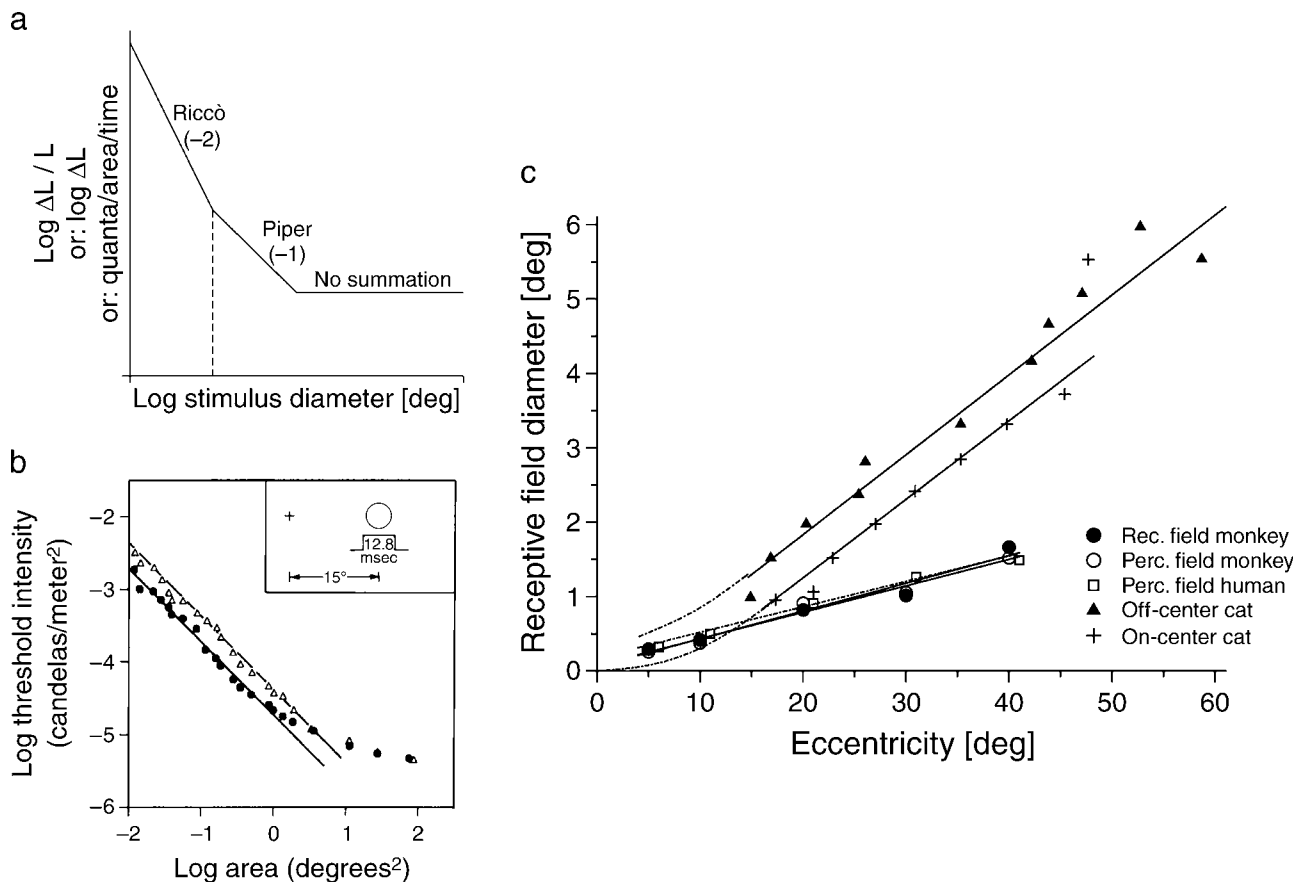 a
Log ΔL / L
or: log ΔL
or: quanta/area/time
Riccò
(–2)
Piper
(–1)
No summation
Log stimulus diameter [deg]
b
Log threshold intensity
(candelas/meter²)
–2
–3
–4
–5
–6
12.8
msec
15°
–2 –1 0 1 2
Log area (degrees²)
c
Receptive field diameter [deg]
6
5
4
3
2
1
0
0 10 20 30 40 50 60
Eccentricity [deg]
Rec. field monkey
Perc. field monkey
Perc. field human
Off-center cat
On-center cat